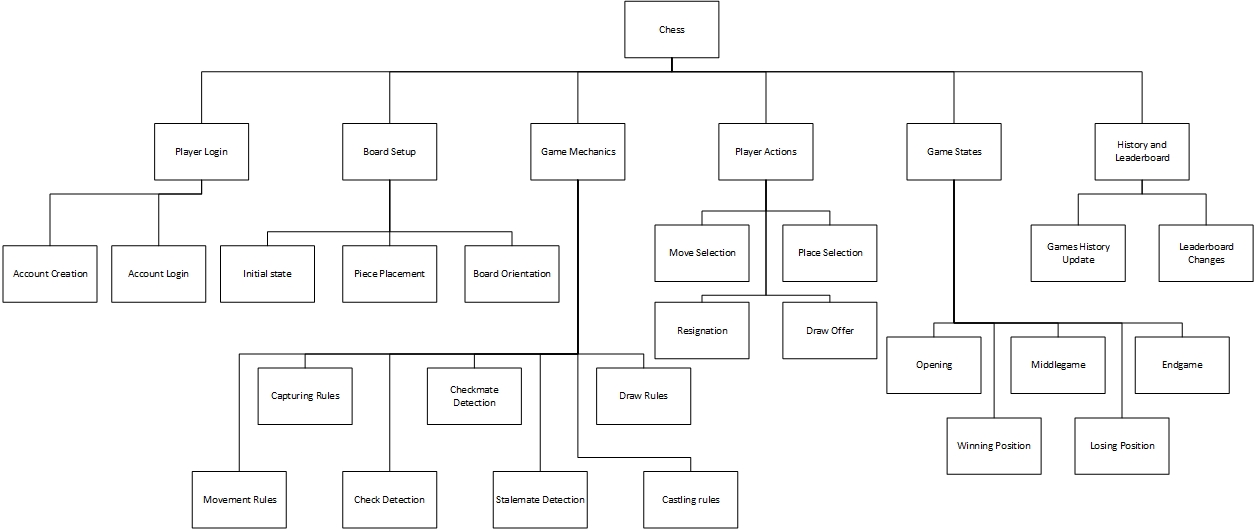 Chess
Player Login
Board Setup
Game Mechanics
Player Actions
Game States
History and
Leaderboard
Account Creation
Account Login
Initial state
Piece Placement
Board Orientation
Move Selection
Place Selection
Games History
Update
Leaderboard
Changes
Resignation
Draw Offer
Opening
Middlegame
Endgame
Capturing Rules
Checkmate
Detection
Draw Rules
Winning Position
Losing Position
Movement Rules
Check Detection
Stalemate Detection
Castling rules